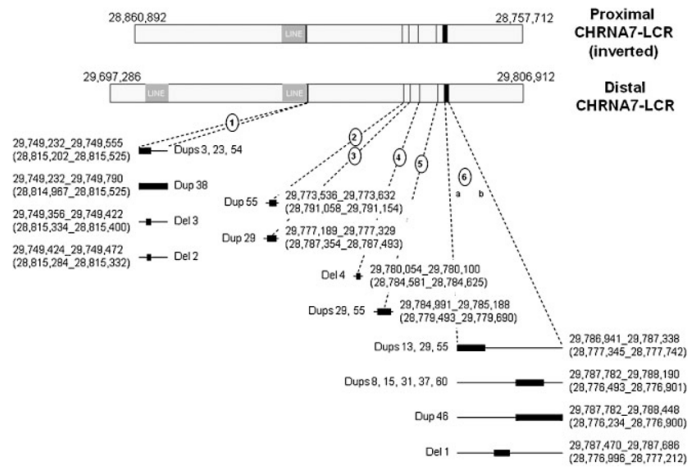 28,860,892
28,757,712
Proximal
CHRNA7-LCR
(inverted)
LINE
29,697,286
29,806,912
Distal
CHRNA7-LCR
LINE
LINE
1
2
3
4
5
6
a
b
29,749,232_29,749,555
(28,815,202_28,815,525)
Dups 3, 23, 54
29,749,232_29,749,790
(28,814,967_28,815,525)
Dup 38
29,749,356_29,749,422
(28,815,334_28,815,400)
Del 3
29,749,424_29,749,472
(28,815,284_28,815,332)
Del 2
Dup 55
29,773,536_29,773,632
(28,791,058_28,791,154)
Dup 29
29,777,189_29,777,329
(28,787,354_28,787,493)
Del 4
29,780,054_29,780,100
(28,784,581_28,784,625)
Dups 29, 55
29,784,991_29,785,188
(28,779,493_28,779,690)
Dups 13, 29, 55
29,786,941_29,787,338
(28,777,345_28,777,742)
Dups 8, 15, 31, 37, 60
29,787,782_29,788,190
(28,776,493_28,776,901)
Dup 46
29,787,782_29,788,448
(28,776,234_28,776,900)
Del 1
29,787,470_29,787,686
(28,776,996_28,777,212)